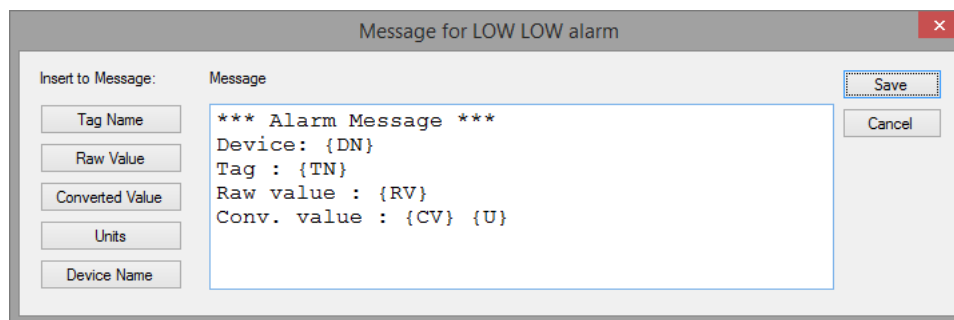 Message for LOW LOW alarm
Insert to Message:
Message
Save
Cancel
Tag Name
Raw Value
Converted Value
Units
Device Name
*** Alarm Message ***
Device: {DN}
Tag : {TN}
Raw value : {RV}
Conv. value : {CV} {U}